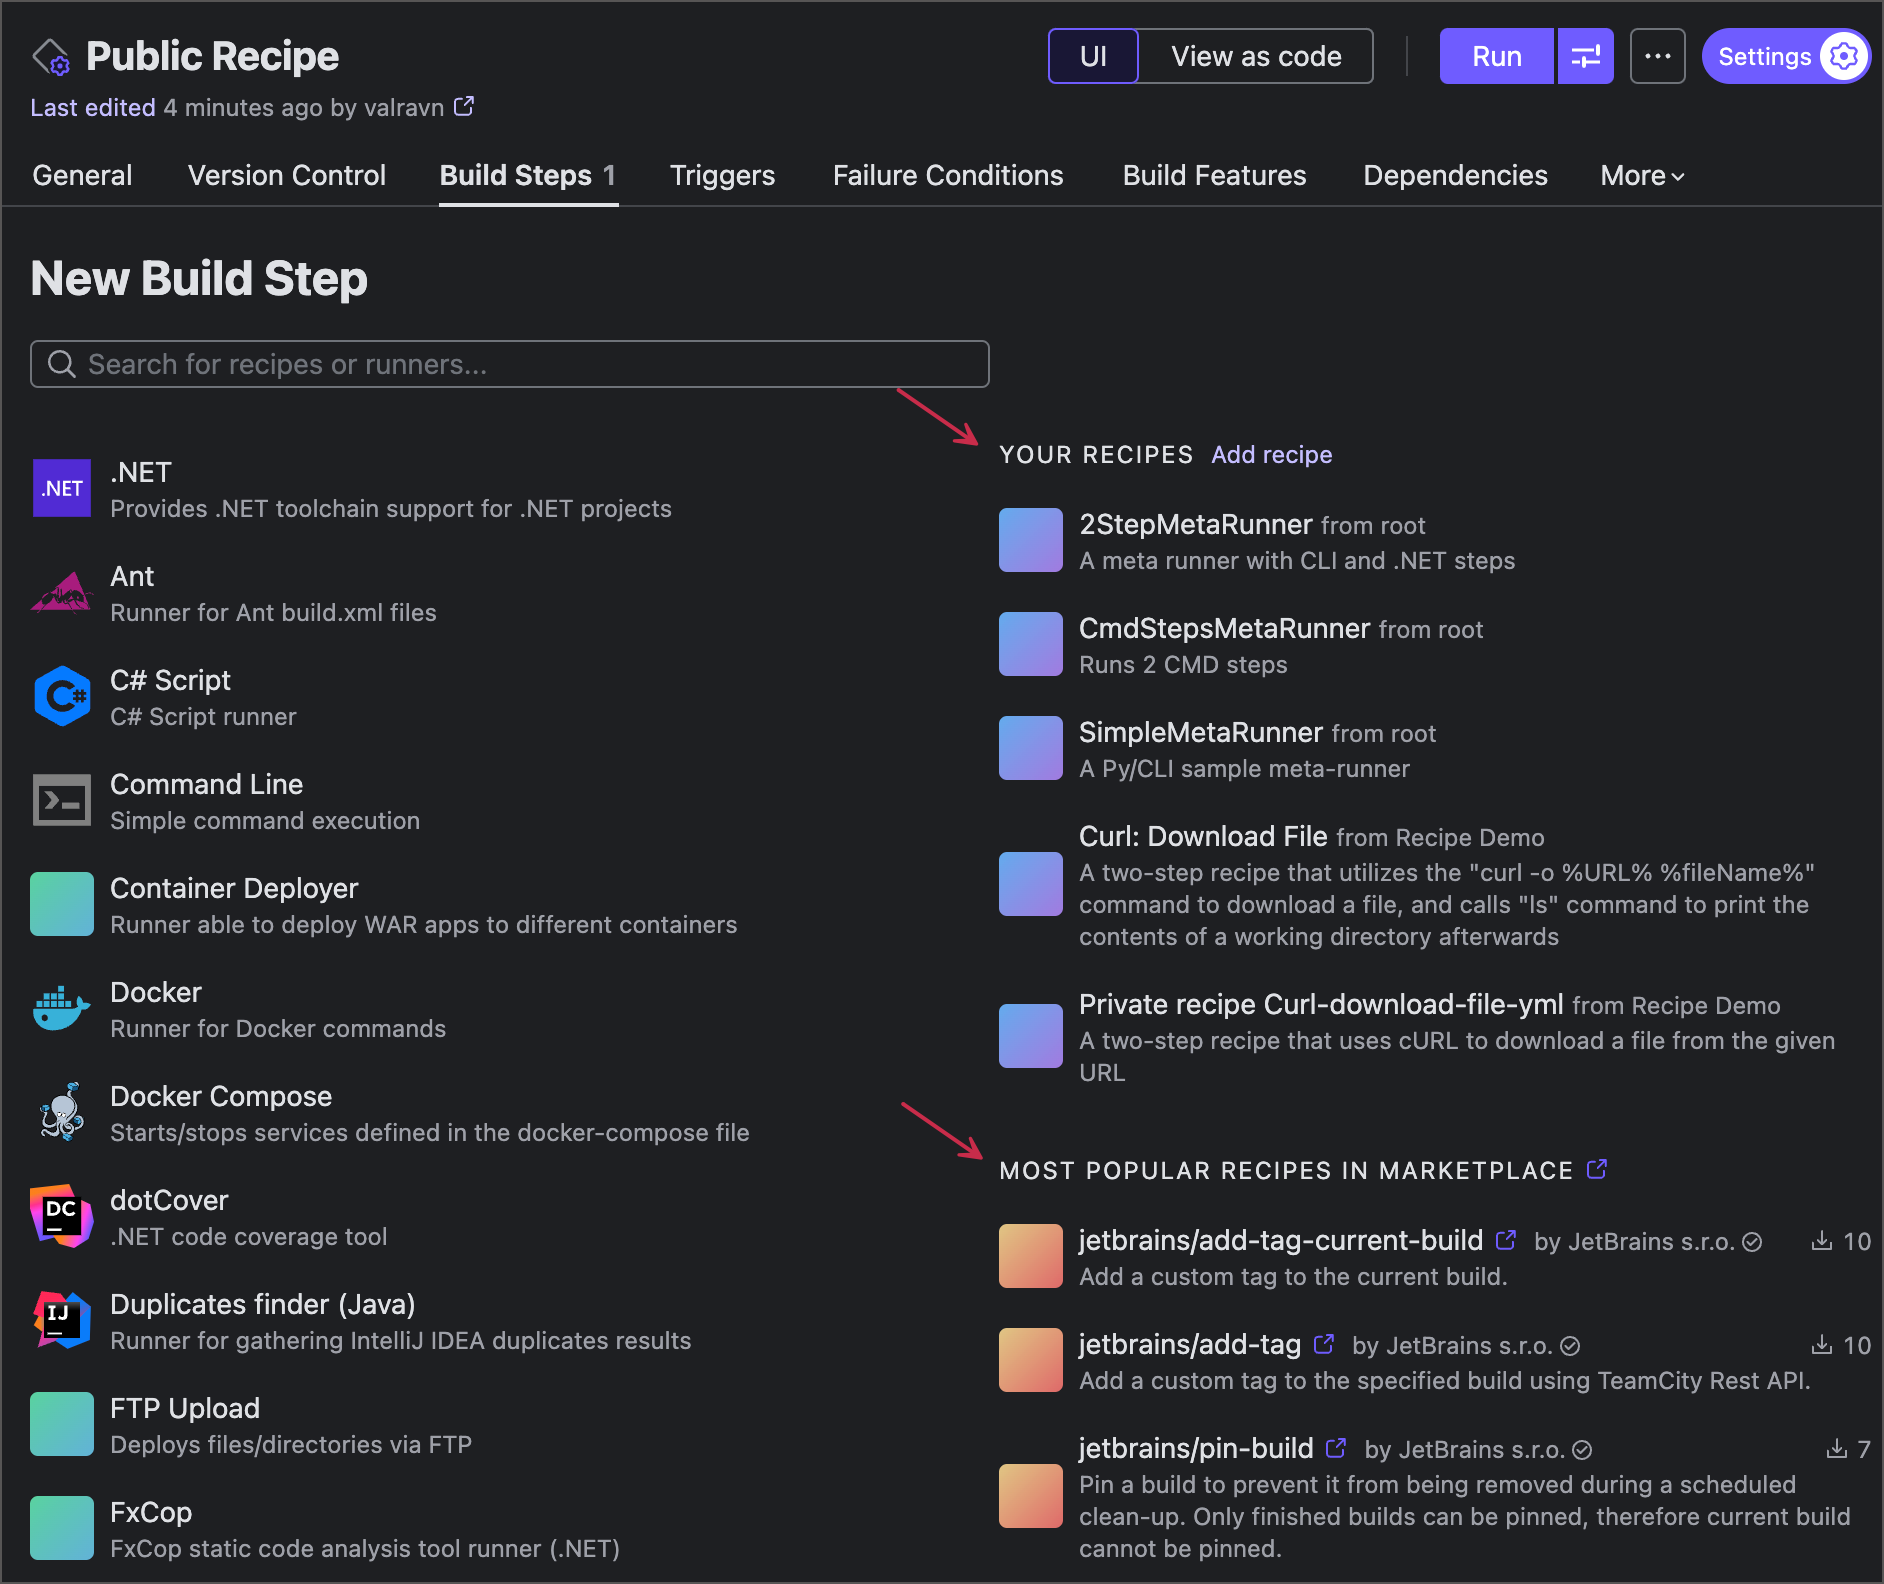 Public Recipe
UI
View as code
Run
Settings
Last edited 4 minutes ago by valravn
General
Version Control
Build Steps 1
Triggers
Failure Conditions
Build Features
Dependencies
More
New Build Step
Search for recipes or runners...
.NET
.NET
Provides .NET toolchain support for .NET projects
Ant
Runner for Ant build.xml files
C#
C# Script
C# Script runner
Command Line
Simple command execution
Container Deployer
Runner able to deploy WAR apps to different containers
Docker
Runner for Docker commands
Docker Compose
Starts/stops services defined in the docker-compose file
DC
dotCover
.NET code coverage tool
IJ
Duplicates finder (Java)
Runner for gathering IntelliJ IDEA duplicates results
FTP Upload
Deploys files/directories via FTP
FxCop
FxCop static code analysis tool runner (.NET)
YOUR RECIPES Add recipe
2StepMetaRunner from root
A meta runner with CLI and .NET steps
CmdStepsMetaRunner from root
Runs 2 CMD steps
SimpleMetaRunner from root
A Py/CLI sample meta-runner
Curl: Download File from Recipe Demo
A two-step recipe that utilizes the "curl -o %URL% %fileName%"
command to download a file, and calls "ls" command to print the
contents of a working directory afterwards
Private recipe Curl-download-file-yml from Recipe Demo
A two-step recipe that uses cURL to download a file from the given
URL
MOST POPULAR RECIPES IN MARKETPLACE
jetbrains/add-tag-current-build by JetBrains s.r.o. 10
Add a custom tag to the current build.
jetbrains/add-tag by JetBrains s.r.o. 10
Add a custom tag to the specified build using TeamCity Rest API.
jetbrains/pin-build by JetBrains s.r.o. 7
Pin a build to prevent it from being removed during a scheduled
clean-up. Only finished builds can be pinned, therefore current build
cannot be pinned.